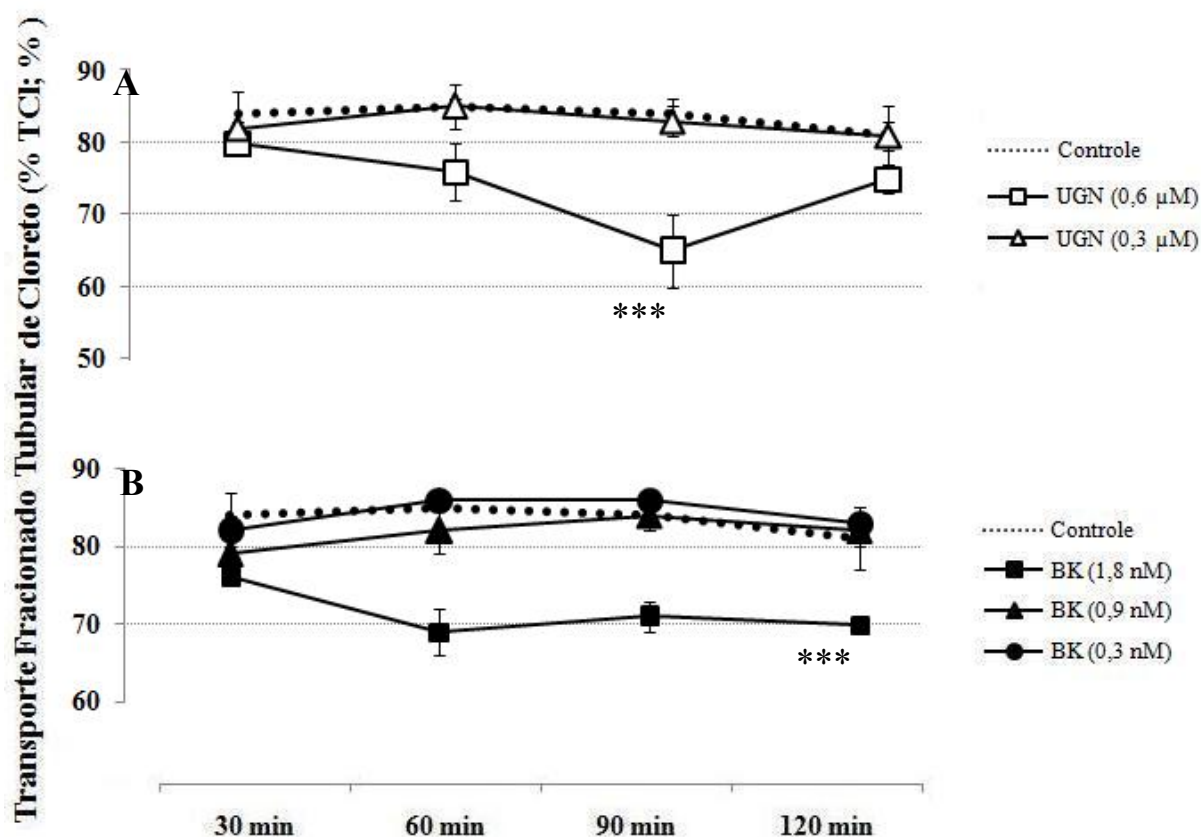 Transporte Fracionado Tubular de Cloreto (% TCl; %)
A
90
80
70
60
50
***
Controle
UGN (0,6 µM)
UGN (0,3 µM)
B
90
80
70
60
***
Controle
BK (1,8 nM)
BK (0,9 nM)
BK (0,3 nM)
30 min 60 min 90 min 120 min